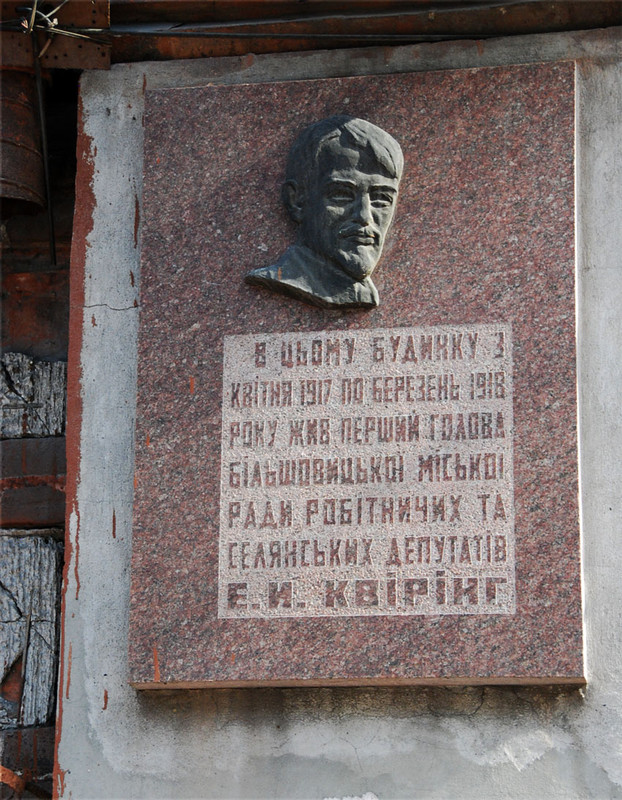 В ЦЬОМУ БУДИНКУ З
КВІТНЯ 1917 ПО БЕРЕЗЕНЬ 1918
РОКУ ЖИВ ПЕРШИЙ ГОЛОВА
БІЛЬШОВИЦЬКОЇ МІСЬКОЇ
РАДИ РОБІТНИЧИХ ТА
СЕЛЯНСЬКИХ ДЕПУТАТІВ
Е.И. КВІРІНГ